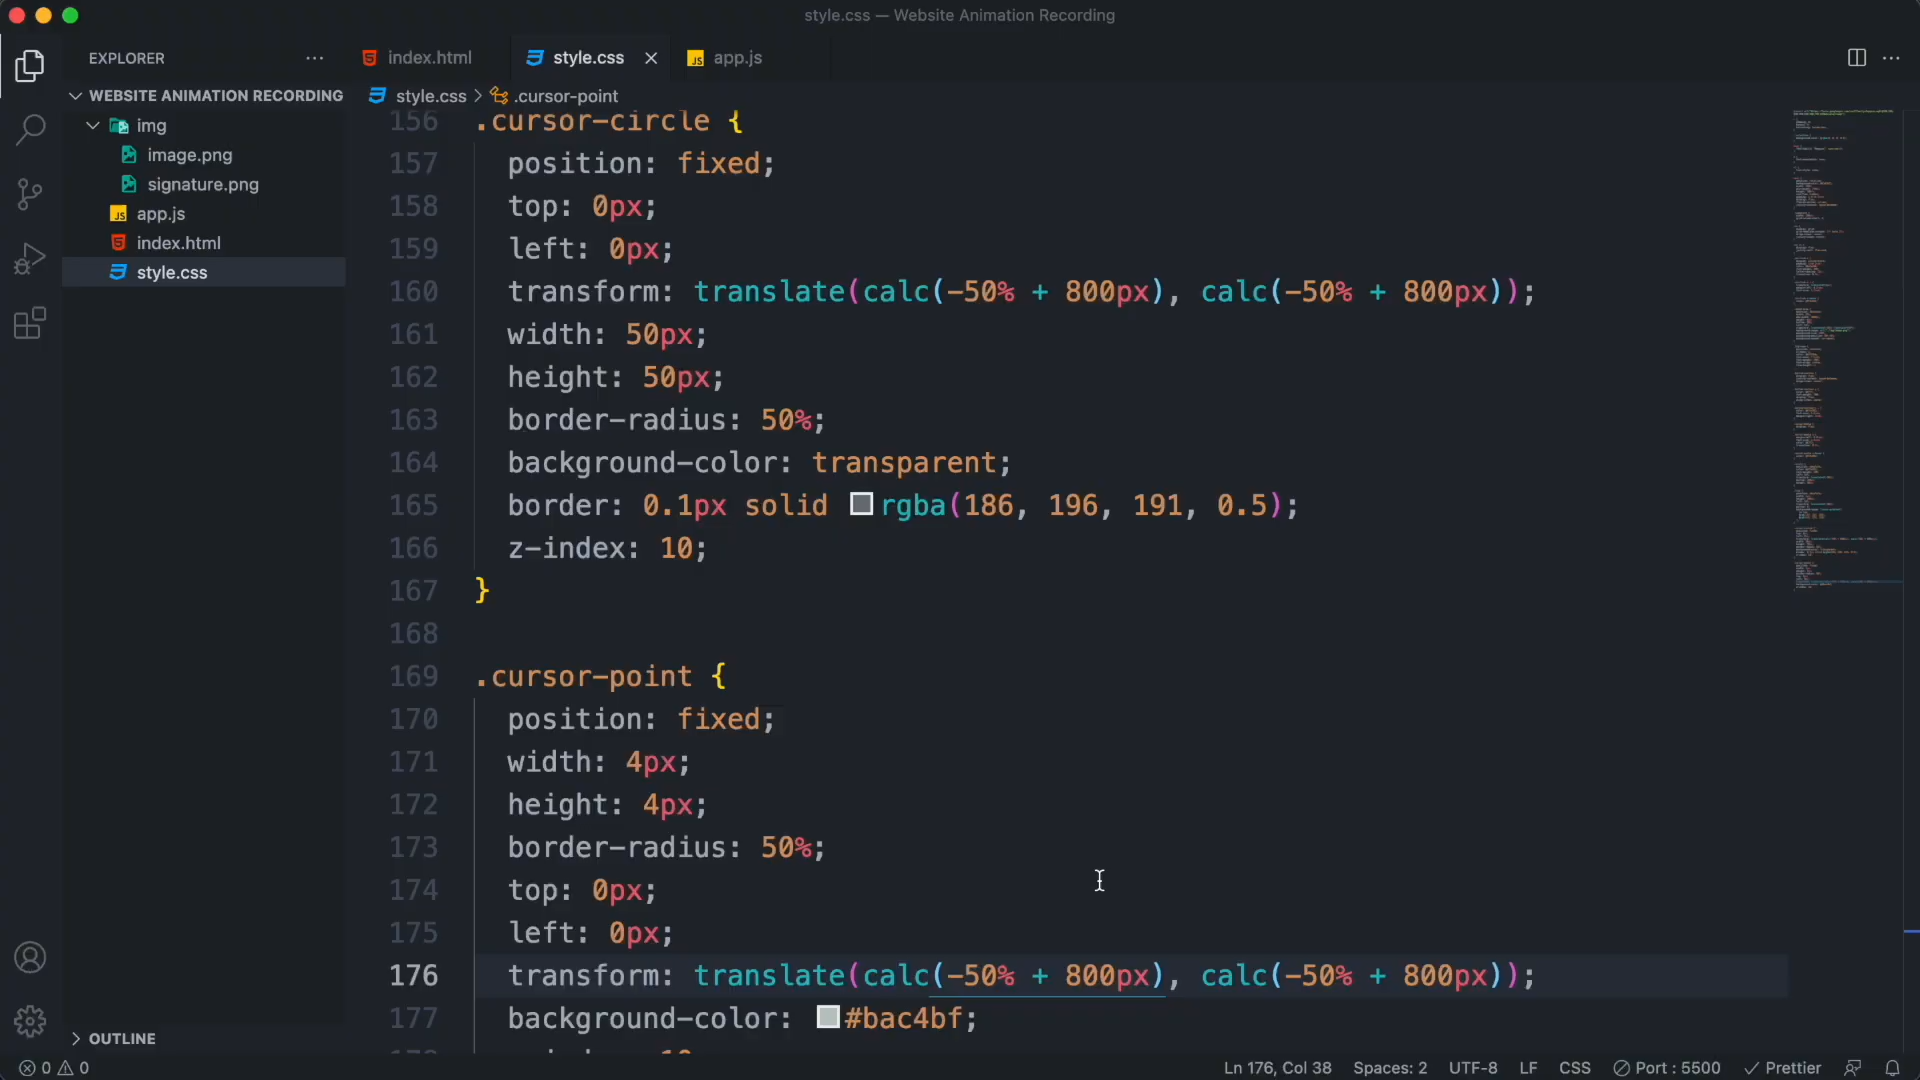 style.css — Website Animation Recording
EXPLORER
index.html
style.css
app.js
WEBSITE ANIMATION RECORDING
style.css > .cursor-point
img
image.png
signature.png
app.js
index.html
style.css
156 .cursor-circle {
157 position: fixed;
158 top: 0px;
159 left: 0px;
160 transform: translate(calc(-50% + 800px), calc(-50% + 800px));
161 width: 50px;
162 height: 50px;
163 border-radius: 50%;
164 background-color: transparent;
165 border: 0.1px solid rgba(186, 196, 191, 0.5);
166 z-index: 10;
167 }
168
169 .cursor-point {
170 position: fixed;
171 width: 4px;
172 height: 4px;
173 border-radius: 50%;
174 top: 0px;
175 left: 0px;
176 transform: translate(calc(-50% + 800px), calc(-50% + 800px));
177 background-color: #bac4bf;
OUTLINE
0 0
Ln 176, Col 38
Spaces: 2
UTF-8
LF
CSS
Port : 5500
Prettier